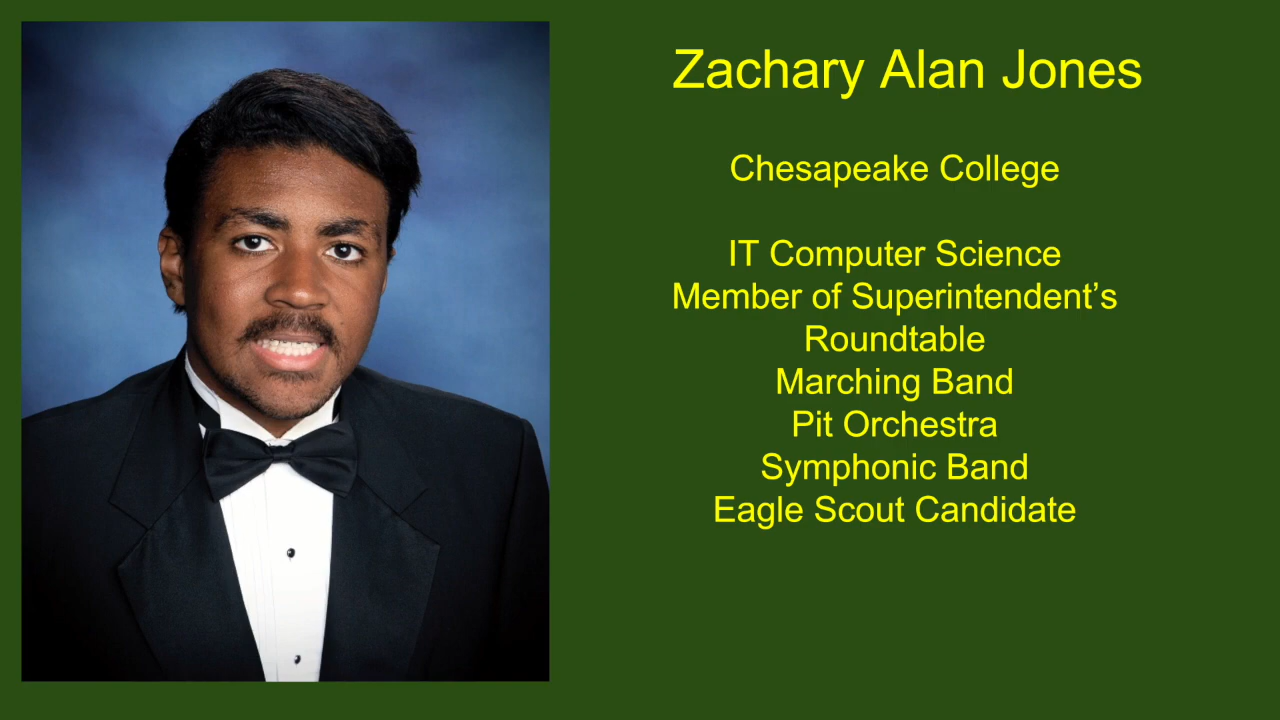 Zachary Alan Jones
Chesapeake College
IT Computer Science
Member of Superintendent’s
Roundtable
Marching Band
Pit Orchestra
Symphonic Band
Eagle Scout Candidate